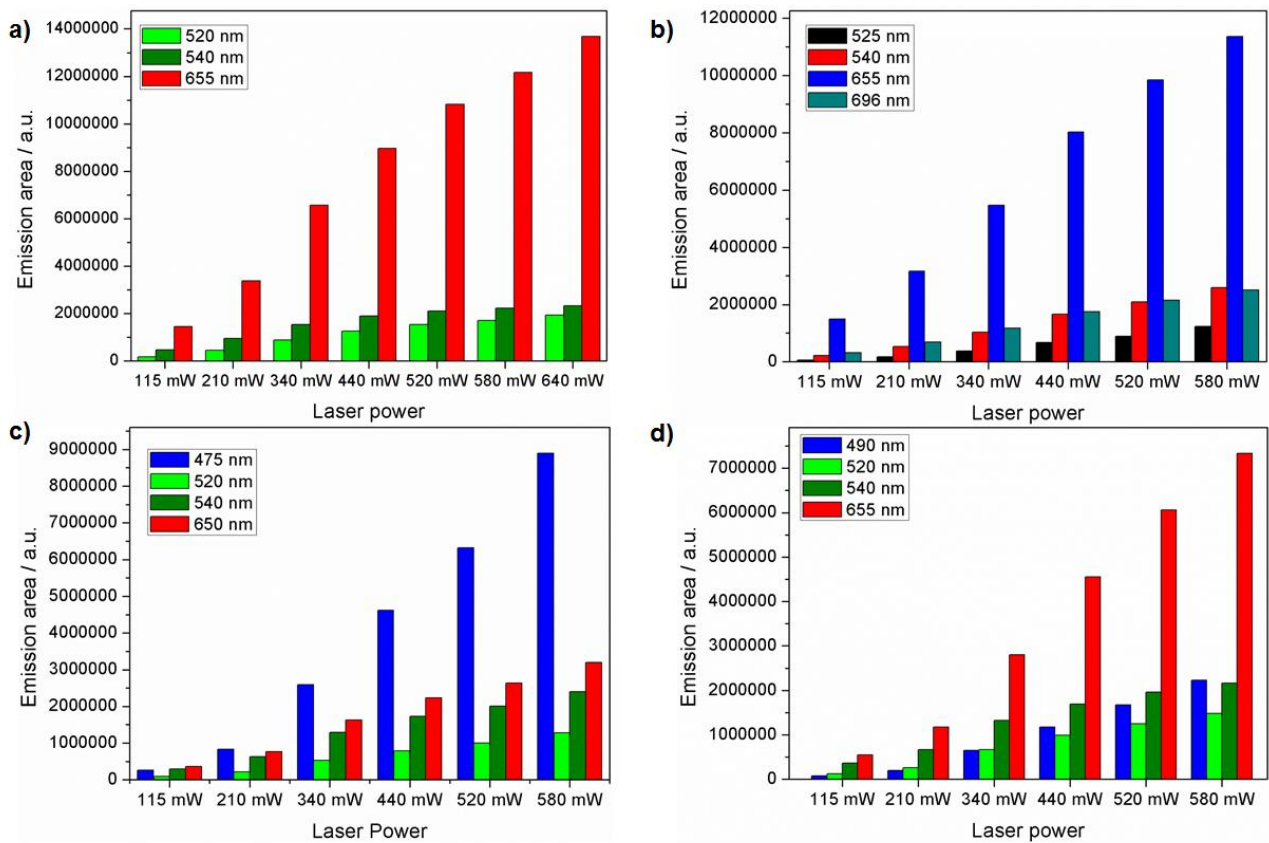 a)
520 nm
540 nm
655 nm
14000000
12000000
10000000
8000000
6000000
4000000
2000000
0
Emission area / a.u.
115 mW 210 mW 340 mW 440 mW 520 mW 580 mW 640 mW
Laser power
b)
525 nm
540 nm
655 nm
696 nm
12000000
10000000
8000000
6000000
4000000
2000000
0
Emission area / a.u.
115 mW 210 mW 340 mW 440 mW 520 mW 580 mW
Laser power
c)
475 nm
520 nm
540 nm
650 nm
9000000
8000000
7000000
6000000
5000000
4000000
3000000
2000000
1000000
0
Emission area / a.u.
115 mW 210 mW 340 mW 440 mW 520 mW 580 mW
Laser Power
d)
490 nm
520 nm
540 nm
655 nm
7000000
6000000
5000000
4000000
3000000
2000000
1000000
0
Emission area / a.u.
115 mW 210 mW 340 mW 440 mW 520 mW 580 mW
Laser power